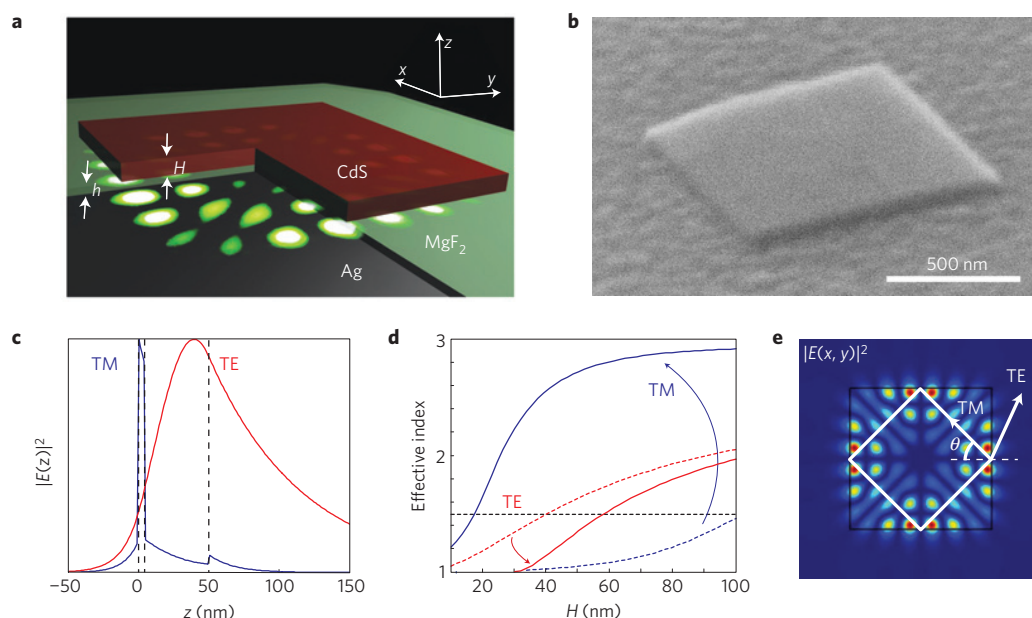 a
z
x
y
H
h
CdS
MgF₂
Ag
b
500 nm
c
TM
TE
|E(z)|²
−50
0
50
100
150
z (nm)
d
3
2
1
Effective index
TM
TE
20
40
60
80
100
H (nm)
e
|E(x, y)|²
TE
TM
θ